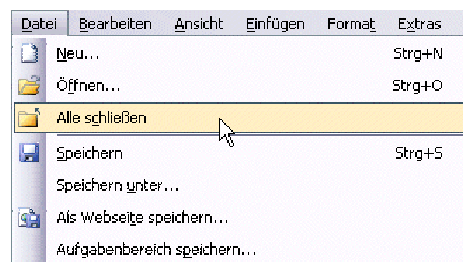 Datei Bearbeiten Ansicht Einfügen Format Extras
Neu... Strg+N
Öffnen... Strg+O
Alle schließen
Speichern Strg+S
Speichern unter...
Als Webseite speichern...
Aufgabenbereich speichern...